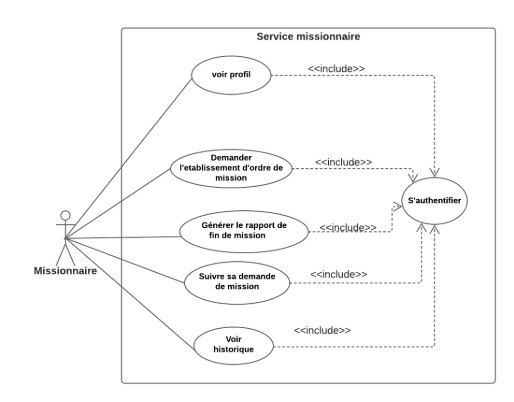 Service missionnaire
voir profil
<<include>>
Demander
l'etablissement d'ordre de
mission
<<include>>
S'authentifier
Générer le rapport de
fin de mission
<<include>>
Missionnaire
Suivre sa demande
de mission
<<include>>
Voir
historique
<<include>>